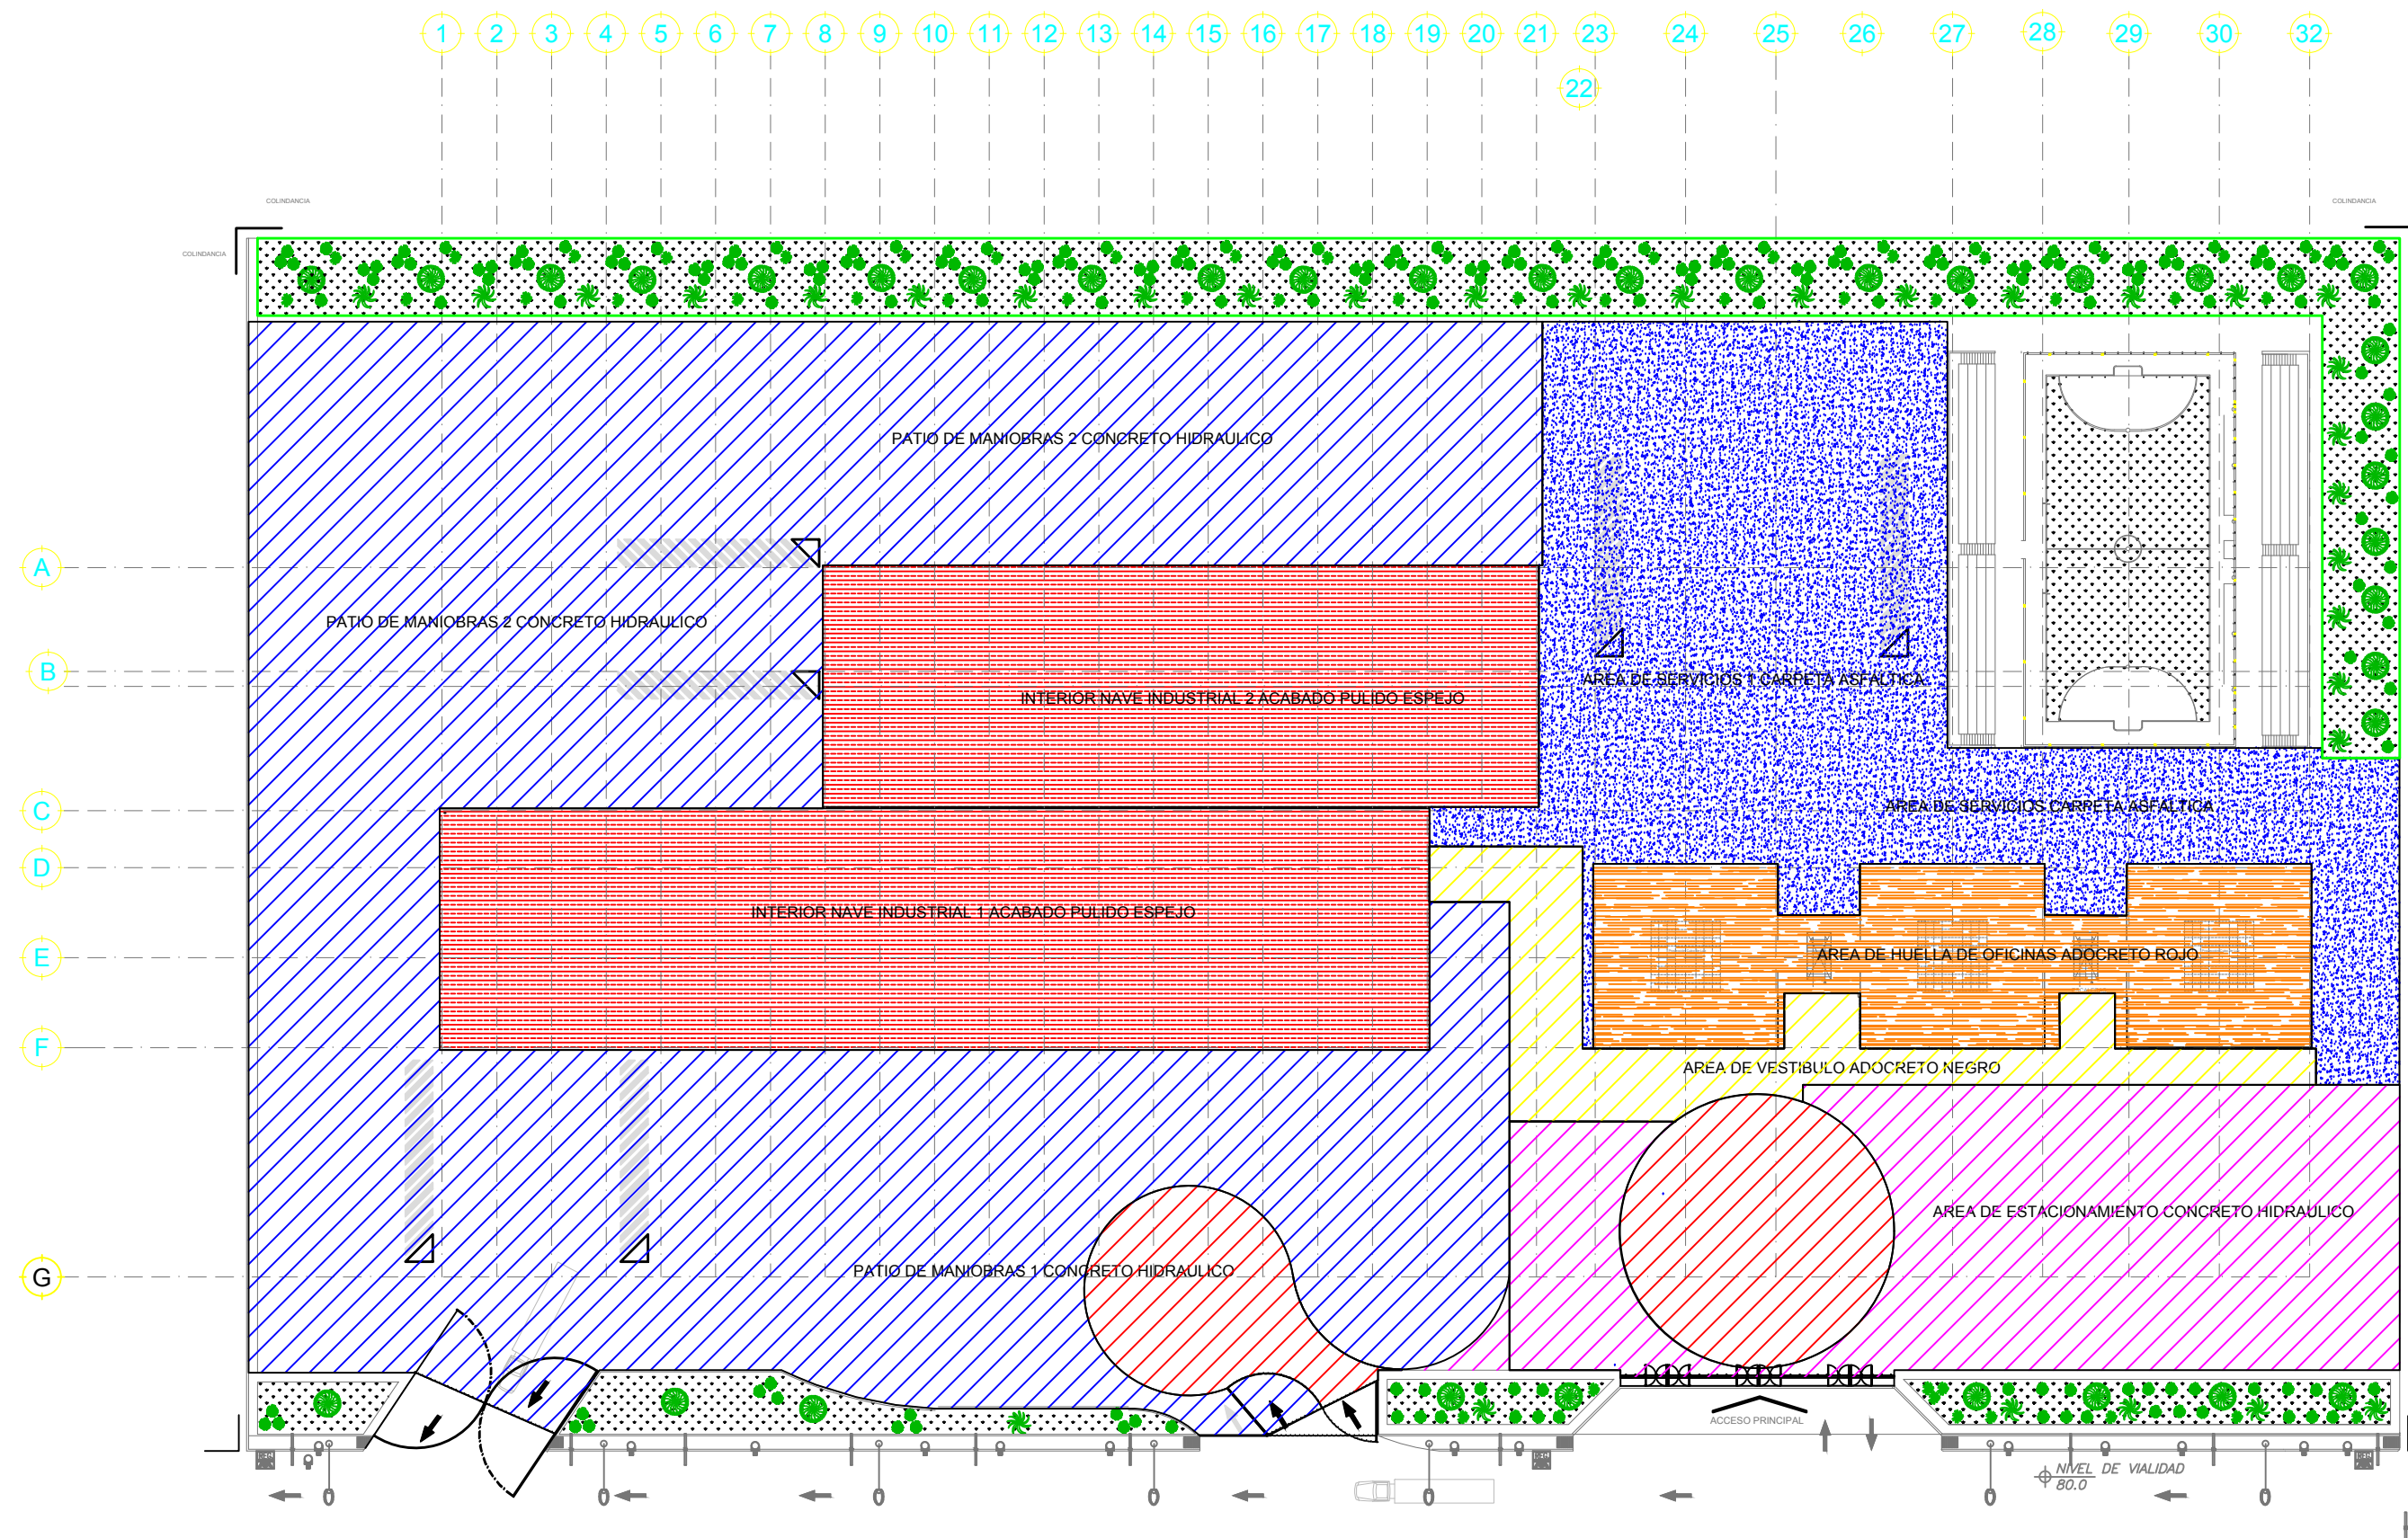 1 2 3 4 5 6 7 8 9 10 11 12 13 14 15 16 17 18 19 20 21 23 24 25 26 27 28 29 30 32
22
COLINDANCIA
COLINDANCIA
COLINDANCIA
PATIO DE MANIOBRAS 2 CONCRETO HIDRAULICO
A
PATIO DE MANIOBRAS 2 CONCRETO HIDRAULICO
B
AREA DE SERVICIOS 1 CARPETA ASFALTICA
INTERIOR NAVE INDUSTRIAL 2 ACABADO PULIDO ESPEJO
AREA DE SERVICIOS CARPETA ASFALTICA
C
D
INTERIOR NAVE INDUSTRIAL 1 ACABADO PULIDO ESPEJO
AREA DE HUELLA DE OFICINAS ADOCRETO ROJO
E
F
AREA DE VESTIBULO ADOCRETO NEGRO
AREA DE ESTACIONAMIENTO CONCRETO HIDRAULICO
PATIO DE MANIOBRAS 1 CONCRETO HIDRAULICO
G
ACCESO PRINCIPAL
NIVEL DE VIALIDAD
80.0